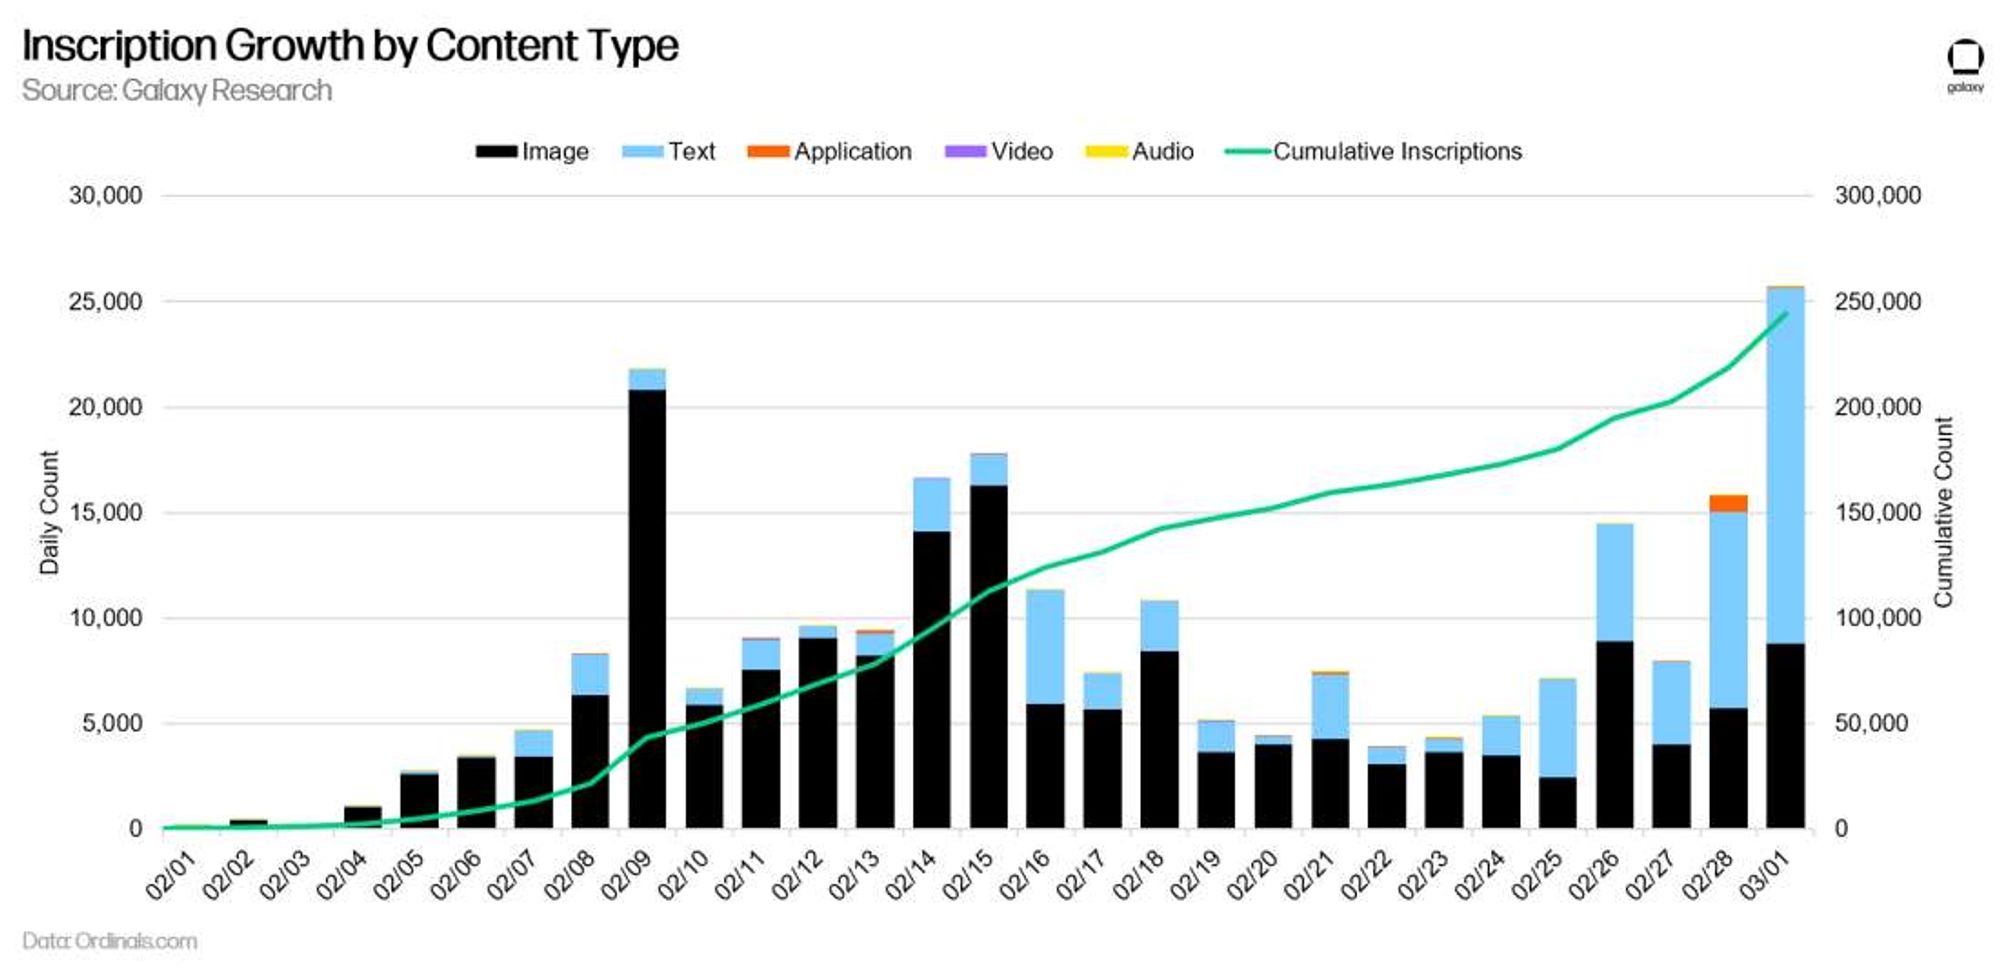 Inscription Growth by Content Type
Source: Galaxy Research
galaxy
Image Text Application Video Audio Cumulative Inscriptions
30,000 300,000
25,000 250,000
20,000 200,000
15,000 150,000
10,000 100,000
5,000 50,000
0 0
Daily Count
Cumulative Count
02/01 02/02 02/03 02/04 02/05 02/06 02/07 02/08 02/09 02/10 02/11 02/12 02/13 02/14 02/15 02/16 02/17 02/18 02/19 02/20 02/21 02/22 02/23 02/24 02/25 02/26 02/27 02/28 03/01
Data: Ordinals.com